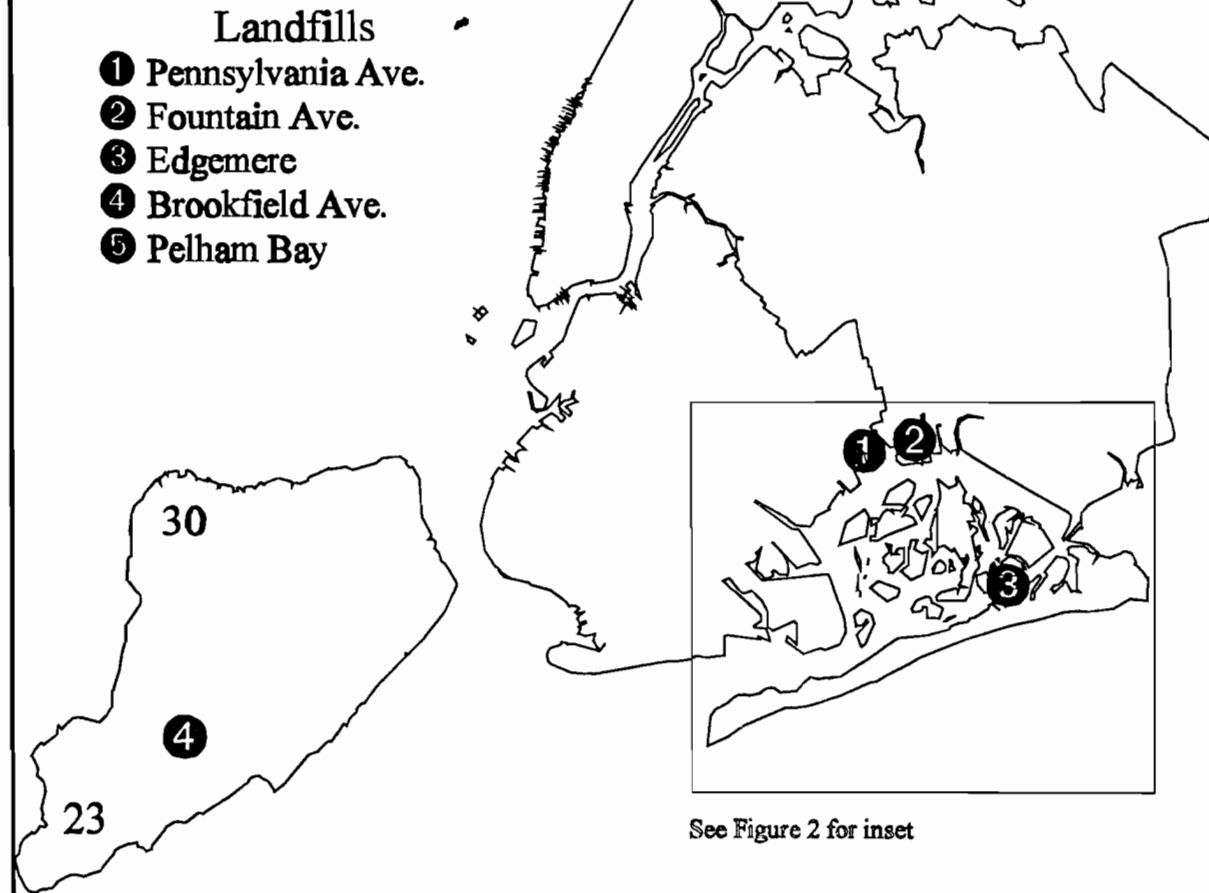 Landfills
1 Pennsylvania Ave.
2 Fountain Ave.
3 Edgemere
4 Brookfield Ave.
5 Pelham Bay
1
2
30
3
4
23
See Figure 2 for inset